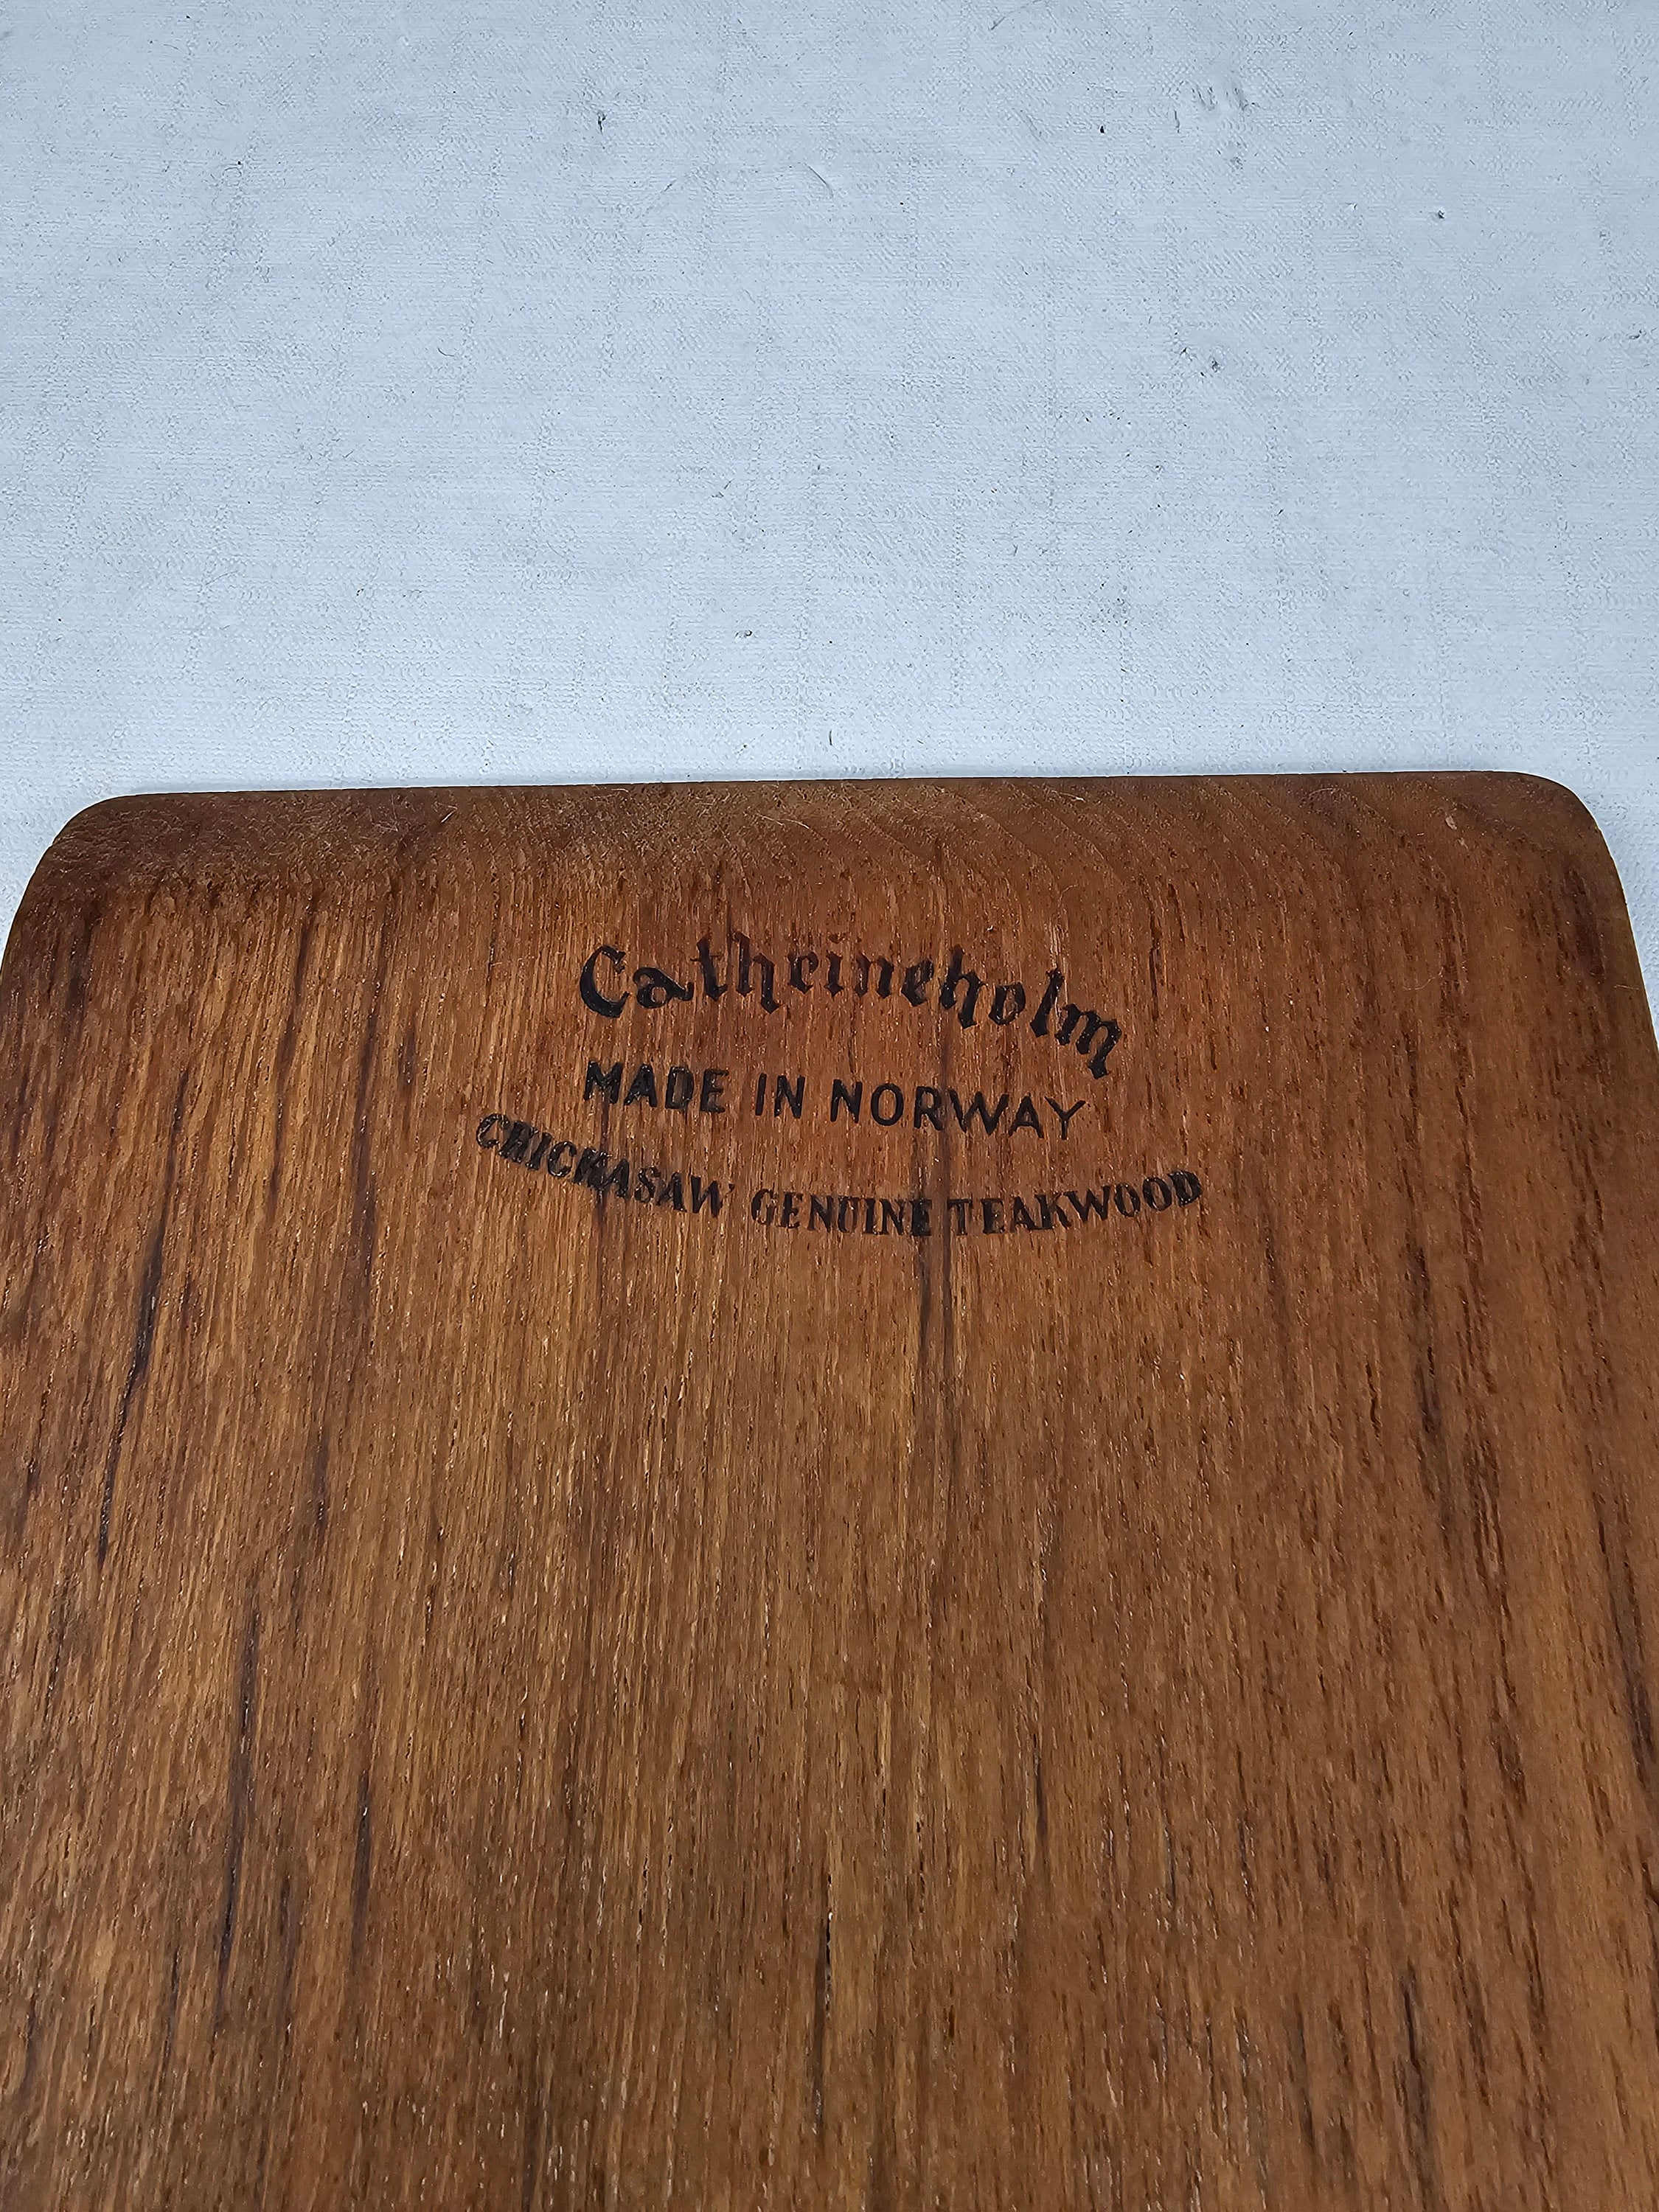 Cathrineholm
MADE IN NORWAY
CHICKASAW GENUINE TEAKWOOD